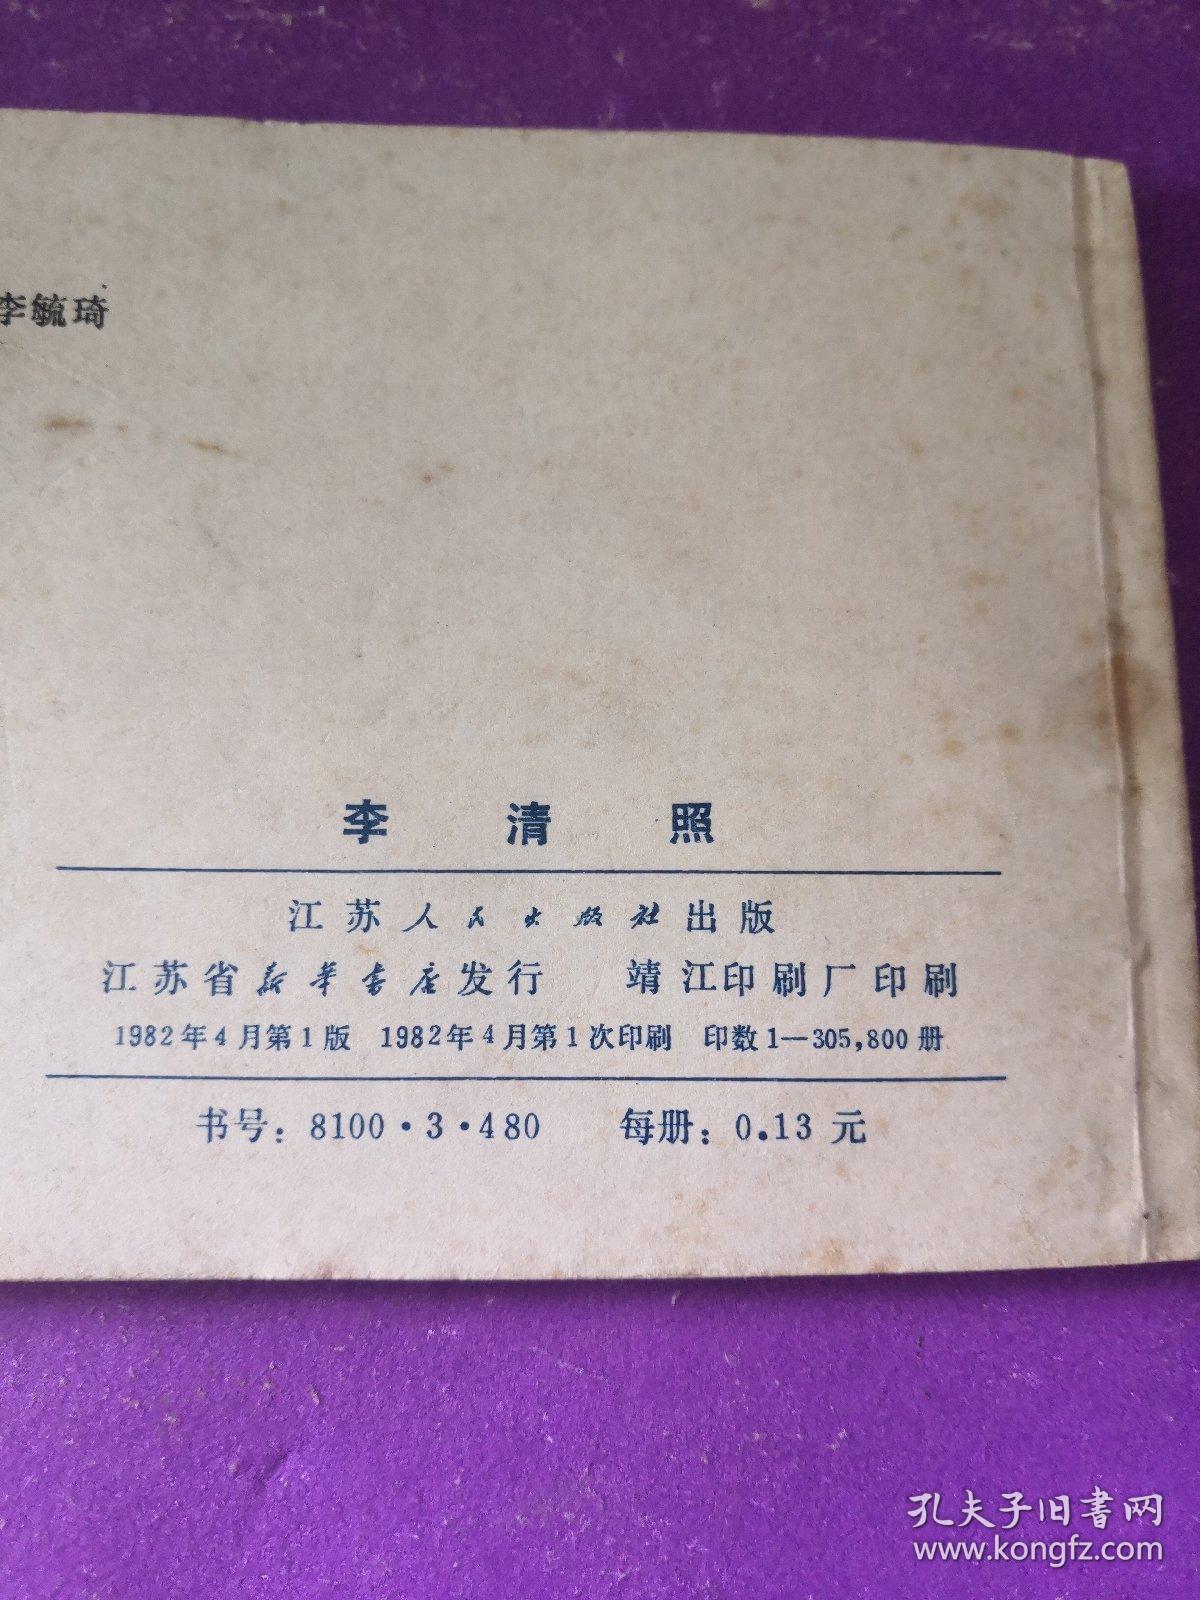 李毓琦
李清照
江苏人民出版社出版
江苏省新华书店发行 靖江印刷厂印刷
1982年4月第1版 1982年4月第1次印刷 印数1—305,800册
书号：8100·3·480 每册：0.13元
孔夫子旧書网
www.kongfz.com